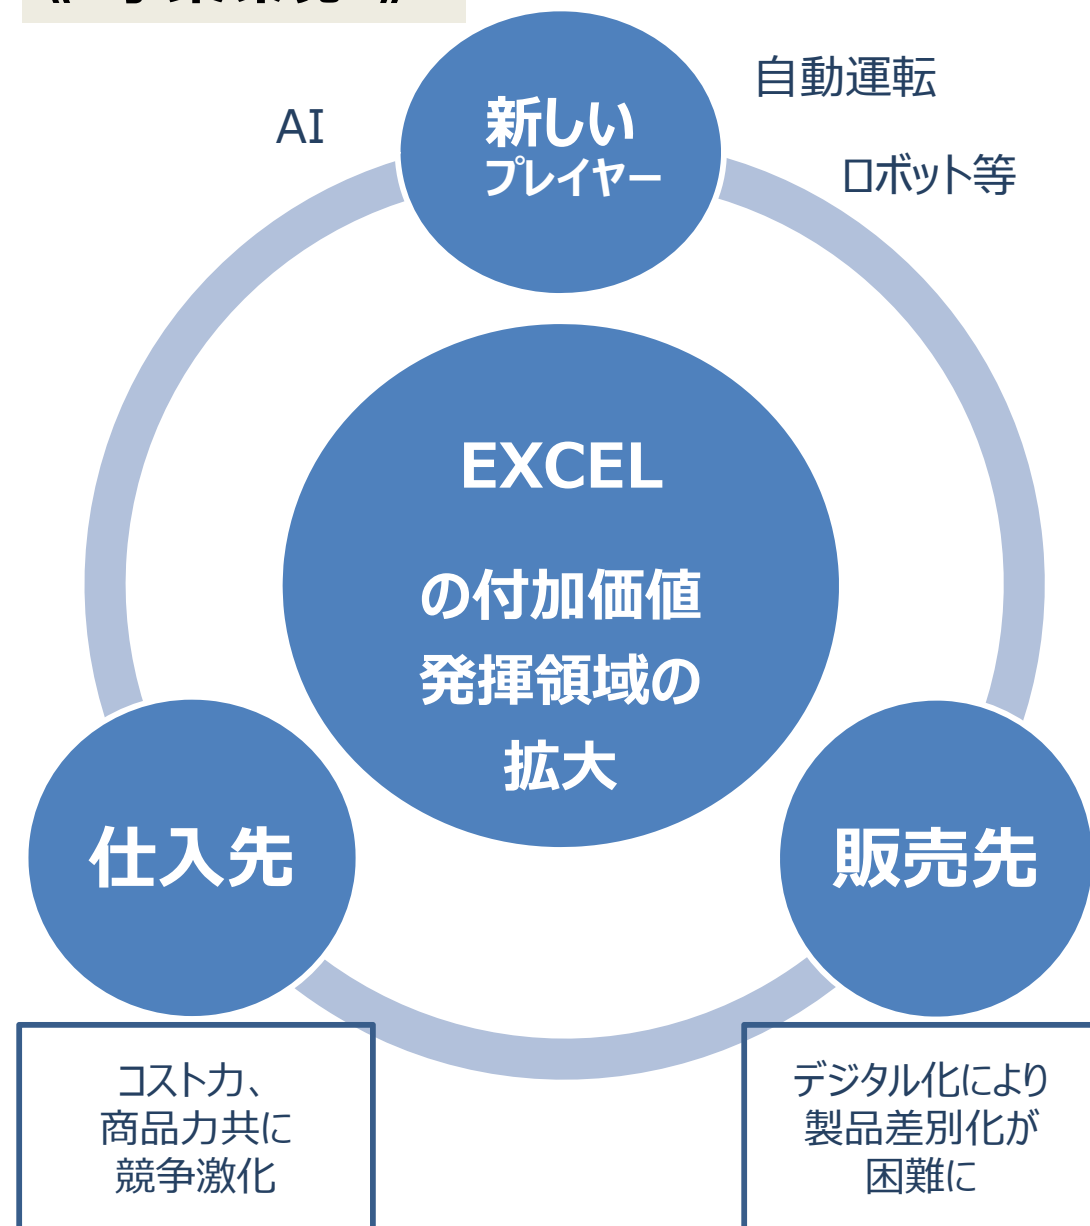 新しい
プレイヤー
AI
自動運転
ロボット等
EXCEL
の付加価値
発揮領域の
拡大
仕入先
販売先
コスト力、
商品力共に
競争激化
デジタル化により
製品差別化が
困難に